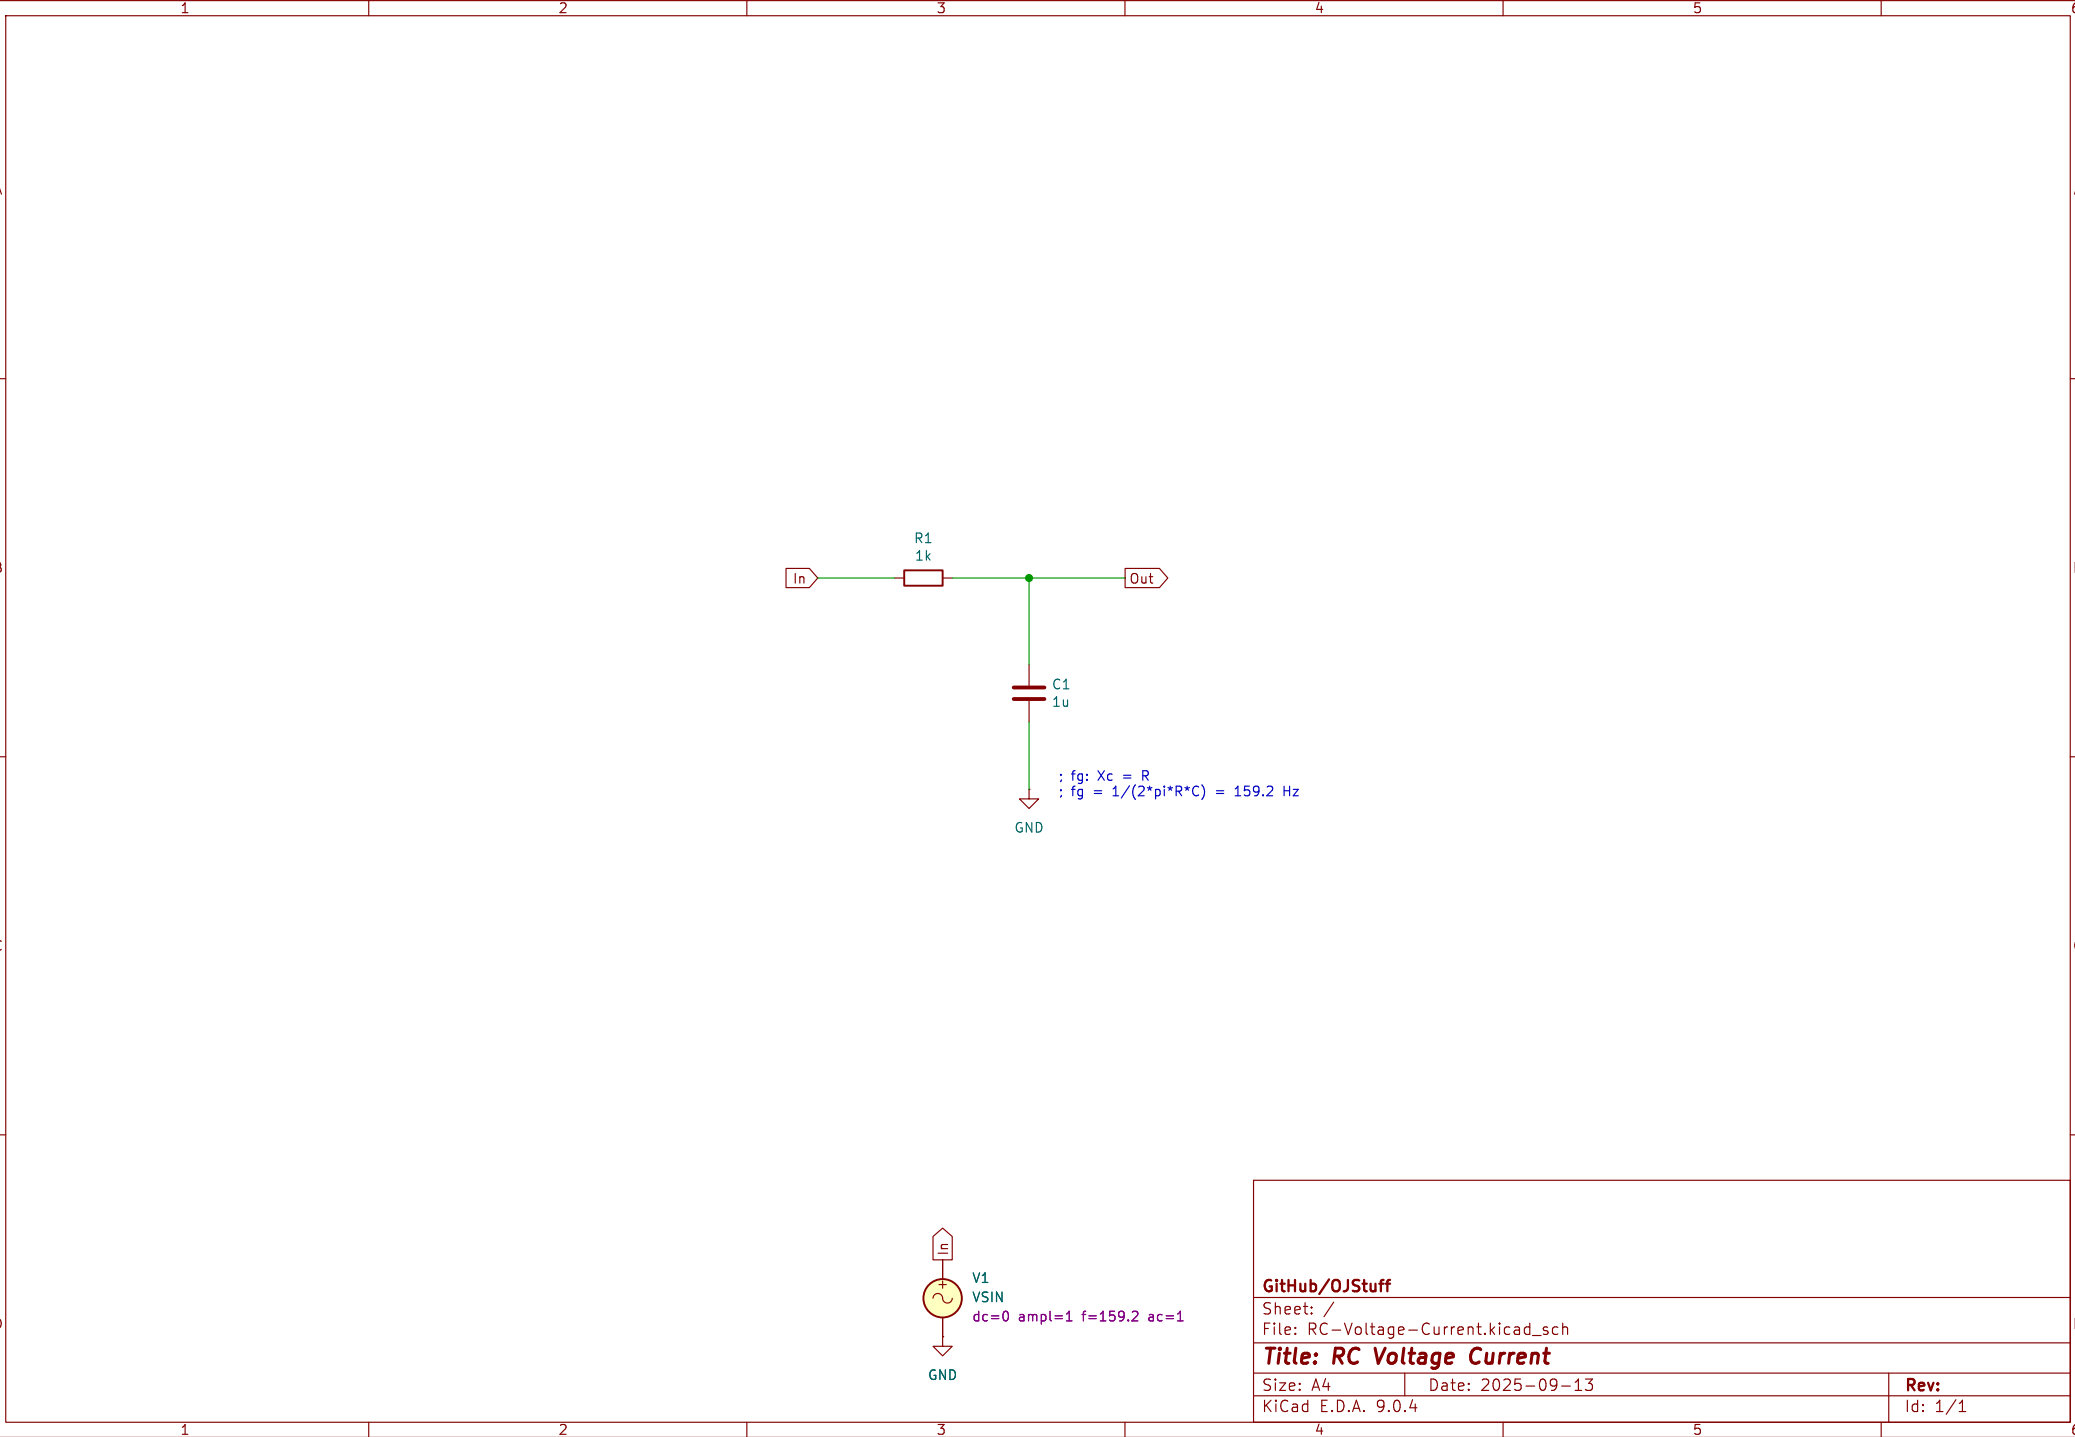 1 2 3 4 5 6
R1
1k
In
Out
C1
1u
; fg: Xc = R
; fg = 1/(2*pi*R*C) = 159.2 Hz
GND
In
V1
VSIN
dc=0 ampl=1 f=159.2 ac=1
GND
GitHub/OJStuff
Sheet: /
File: RC-Voltage-Current.kicad_sch
Title: RC Voltage Current
Size: A4 Date: 2025-09-13 Rev:
KiCad E.D.A. 9.0.4 Id: 1/1
1 2 3 4 5 6